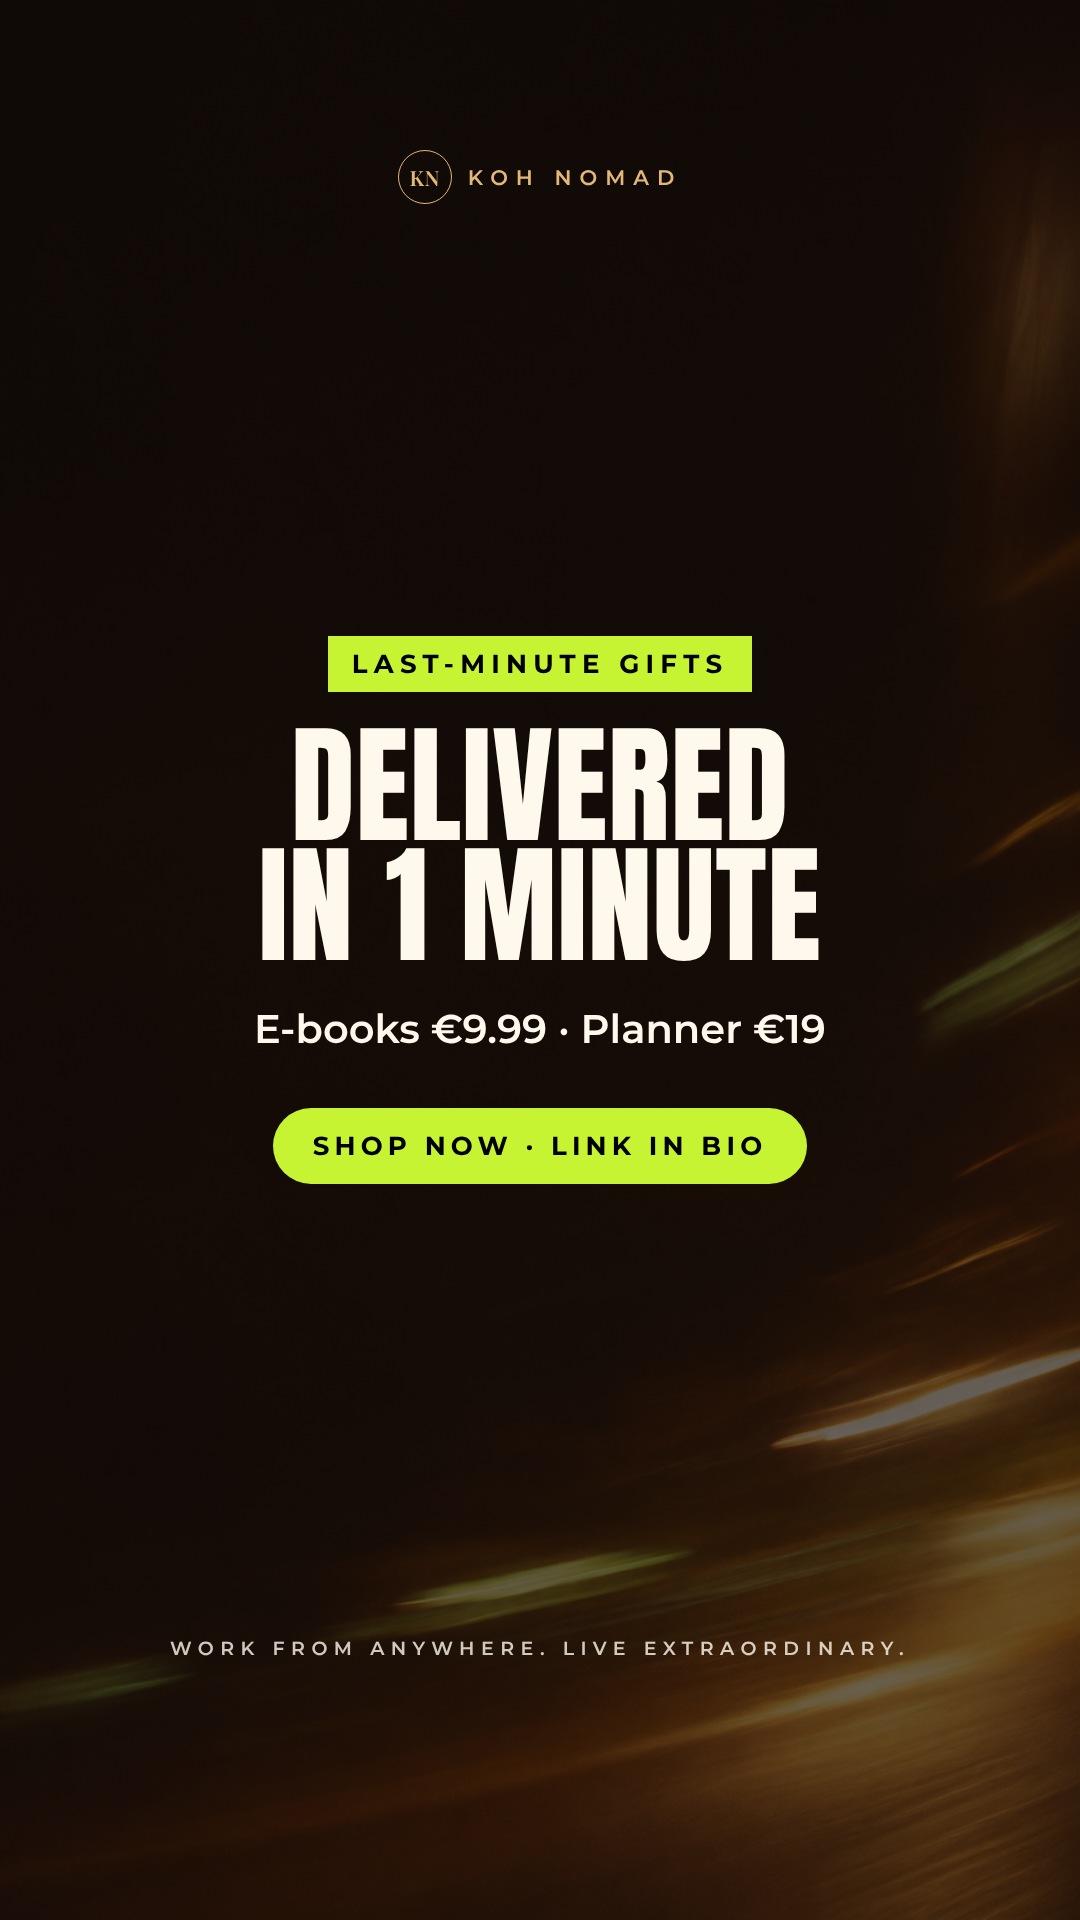 KN KOH NOMAD
LAST-MINUTE GIFTS
DELIVERED
IN 1 MINUTE
E-books €9.99 · Planner €19
SHOP NOW · LINK IN BIO
WORK FROM ANYWHERE. LIVE EXTRAORDINARY.